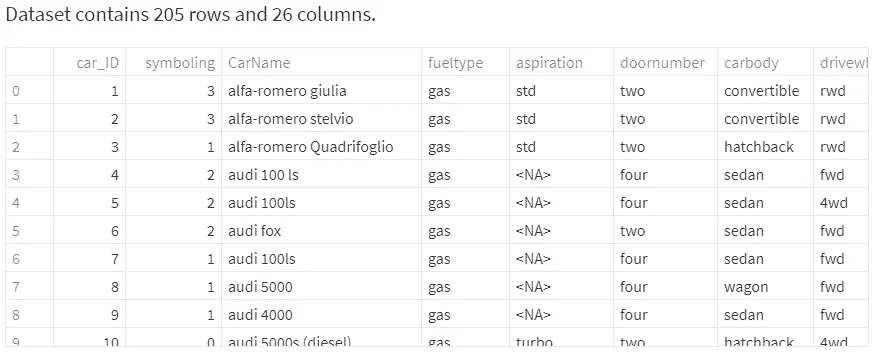 Dataset contains 205 rows and 26 columns.
car_ID symboling CarName fueltype aspiration doornumber carbody
0 1 3 alfa-romero giulia gas std two convertible rwd
1 2 3 alfa-romero stelvio gas std two convertible rwd
2 3 1 alfa-romero Quadrifoglio gas std two hatchback rwd
3 4 2 audi 100 ls gas <NA> four sedan fwd
4 5 2 audi 100ls gas <NA> four sedan 4wd
5 6 2 audi fox gas <NA> two sedan fwd
6 7 1 audi 100ls gas <NA> four sedan fwd
7 8 1 audi 5000 gas <NA> four wagon fwd
8 9 1 audi 4000 gas <NA> four sedan fwd
9 10 0 audi 5000s (diesel) gas turbo two hatchback 4wd